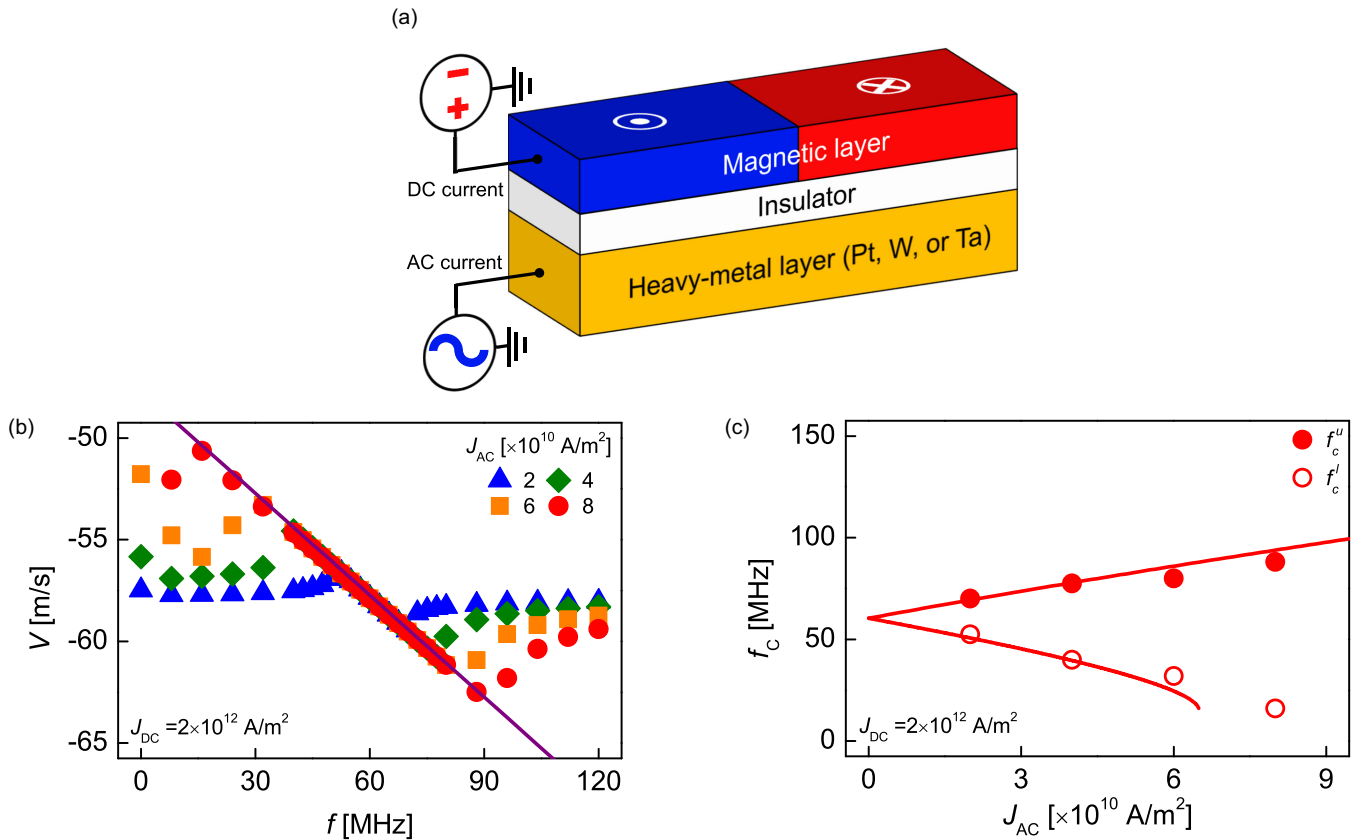 (a)
DC current
AC current
Magnetic layer
Insulator
Heavy-metal layer (Pt, W, or Ta)
(b)
V [m/s]
-50
-55
-60
-65
J_AC [×10^10 A/m^2]
2 4
6 8
J_DC =2×10^12 A/m^2
0 30 60 90 120
f [MHz]
(c)
f_C [MHz]
150
100
50
0
f_c^u
f_c^l
J_DC =2×10^12 A/m^2
0 3 6 9
J_AC [×10^10 A/m^2]